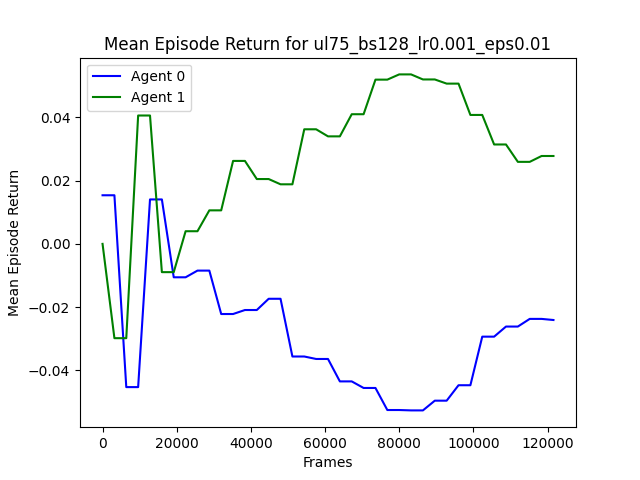 Mean Episode Return for ul75_bs128_lr0.001_eps0.01
Agent 0
Agent 1
Mean Episode Return
0.04
0.02
0.00
−0.02
−0.04
0 20000 40000 60000 80000 100000 120000
Frames